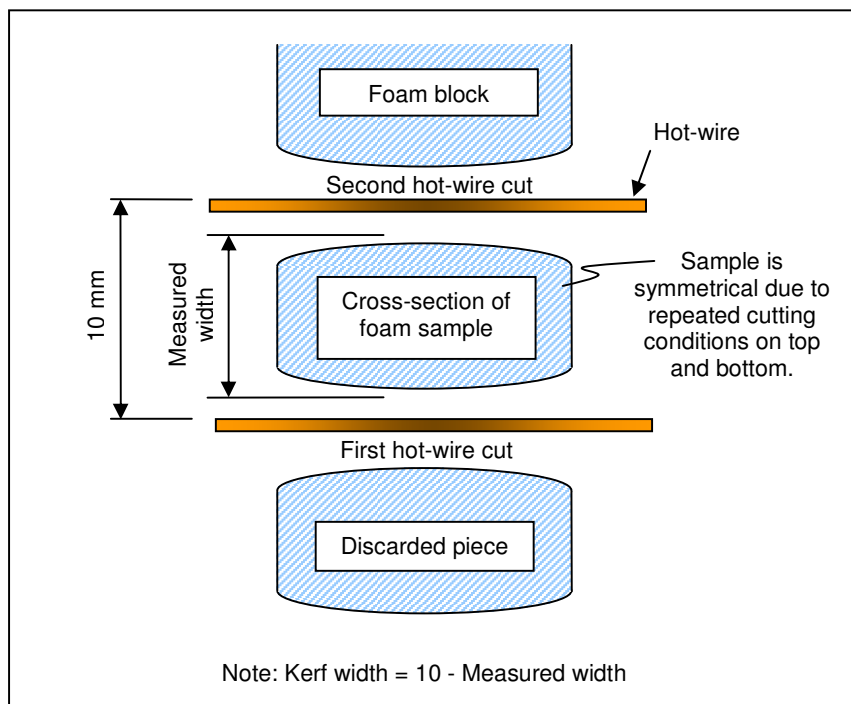 Foam block
Hot-wire
Second hot-wire cut
10 mm
Measured
width
Cross-section of
foam sample
Sample is
symmetrical due to
repeated cutting
conditions on top
and bottom.
First hot-wire cut
Discarded piece
Note: Kerf width = 10 - Measured width